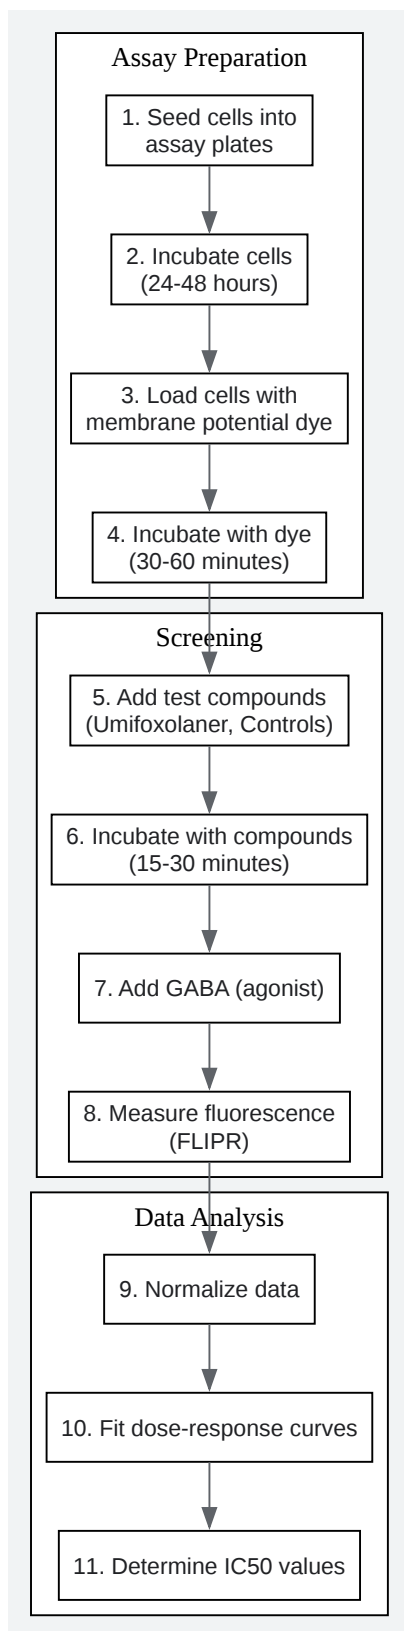 Assay Preparation
1. Seed cells into
assay plates
2. Incubate cells
(24-48 hours)
3. Load cells with
membrane potential dye
4. Incubate with dye
(30-60 minutes)
Screening
5. Add test compounds
(Umifoxolaner, Controls)
6. Incubate with compounds
(15-30 minutes)
7. Add GABA (agonist)
8. Measure fluorescence
(FLIPR)
Data Analysis
9. Normalize data
10. Fit dose-response curves
11. Determine IC50 values